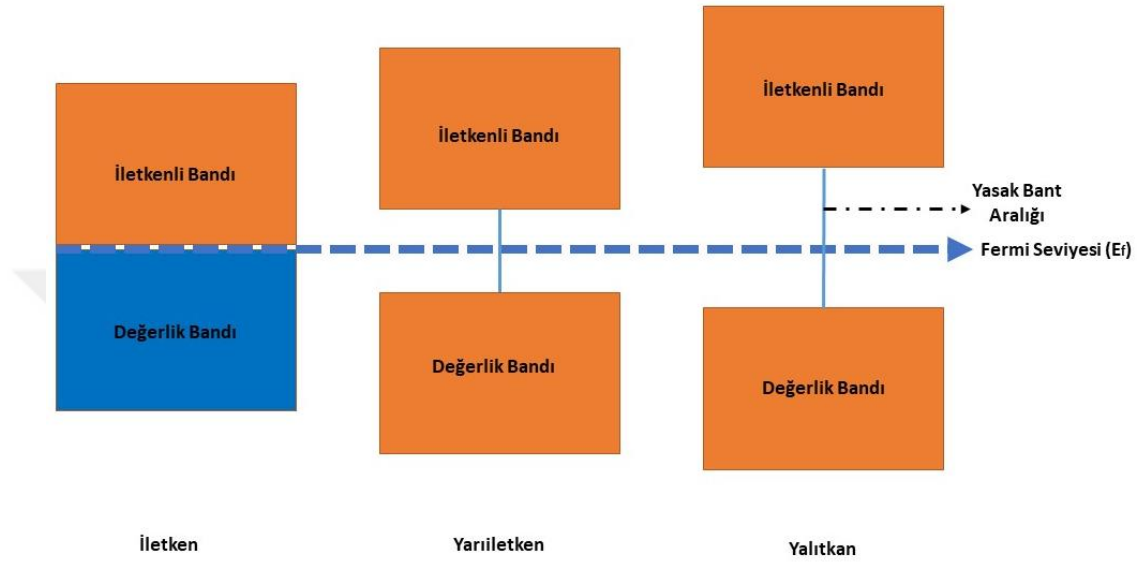 İletkenli Bandı
Değerlik Bandı
İletken
İletkenli Bandı
Değerlik Bandı
Yarıiletken
İletkenli Bandı
Değerlik Bandı
Yalıtkan
Yasak Bant
Aralığı
Fermi Seviyesi (Ef)